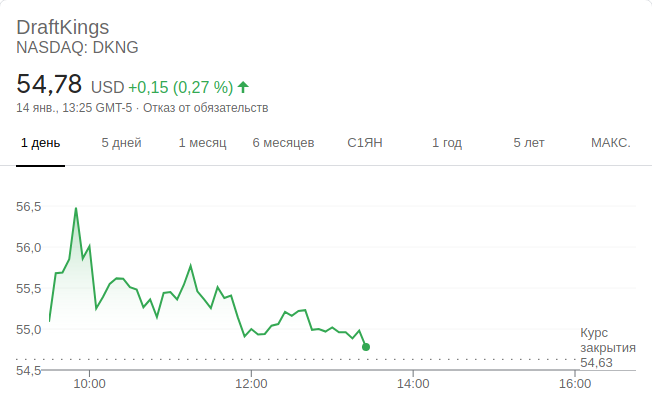 DraftKings
NASDAQ: DKNG
54,78 USD +0,15 (0,27 %)
14 янв., 13:25 GMT-5 · Отказ от обязательств
1 день 5 дней 1 месяц 6 месяцев С1ЯН 1 год 5 лет МАКС.
56,5
56,0
55,5
55,0
Курс
закрытия
54,63
54,5
10:00 12:00 14:00 16:00